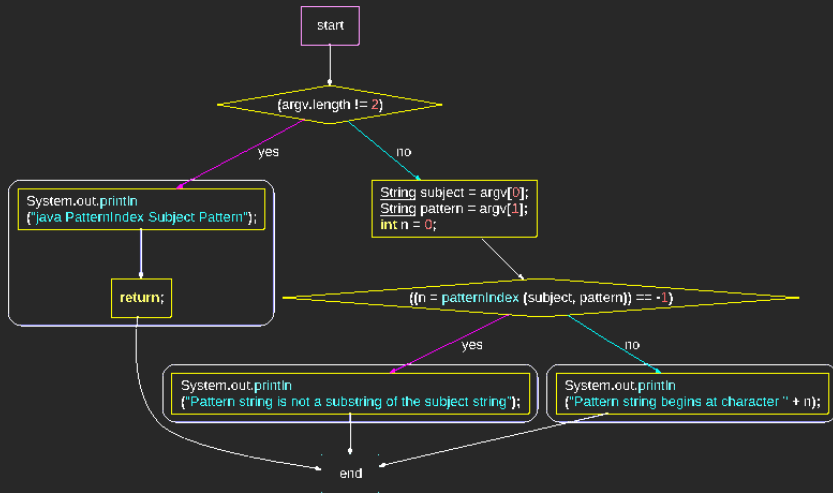 start
(argv.length != 2)
yes
no
System.out.println
("java PatternIndex Subject Pattern");
String subject = argv[0];
String pattern = argv[1];
int n = 0;
return;
((n = patternIndex (subject, pattern)) == -1)
yes
no
System.out.println
("Pattern string is not a substring of the subject string");
System.out.println
("Pattern string begins at character " + n);
end